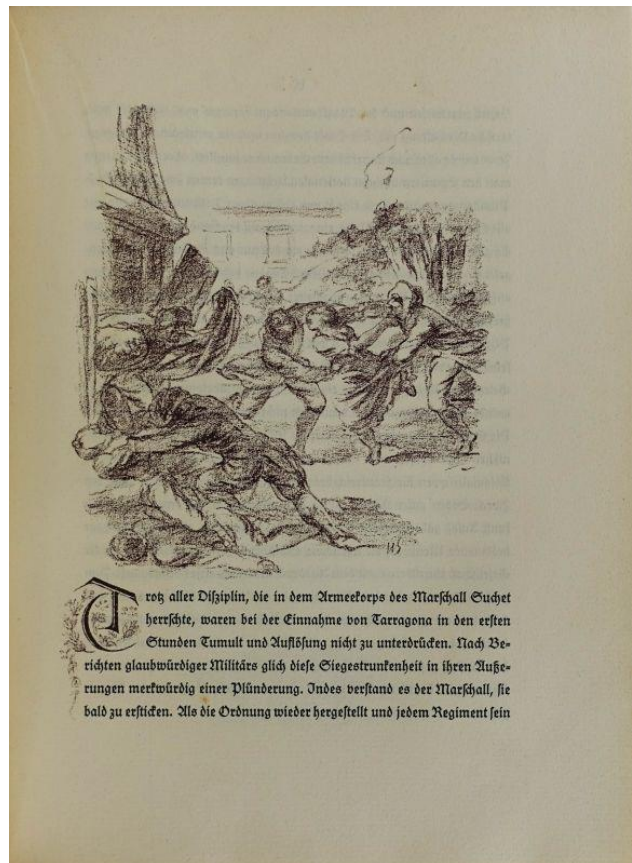 Trotz aller Disziplin, die in dem Armeekorps des Marschall Suchet
herrschte, waren bei der Einnahme von Tarragona in den ersten
Stunden Tumult und Auflösung nicht zu unterdrücken. Nach Be-
richten glaubwürdiger Militärs glich diese Siegestrunkenheit in ihren Äuße-
rungen merkwürdig einer Plünderung. Indes verstand es der Marschall, sie
bald zu ersticken. Als die Ordnung wieder hergestellt und jedem Regiment sein